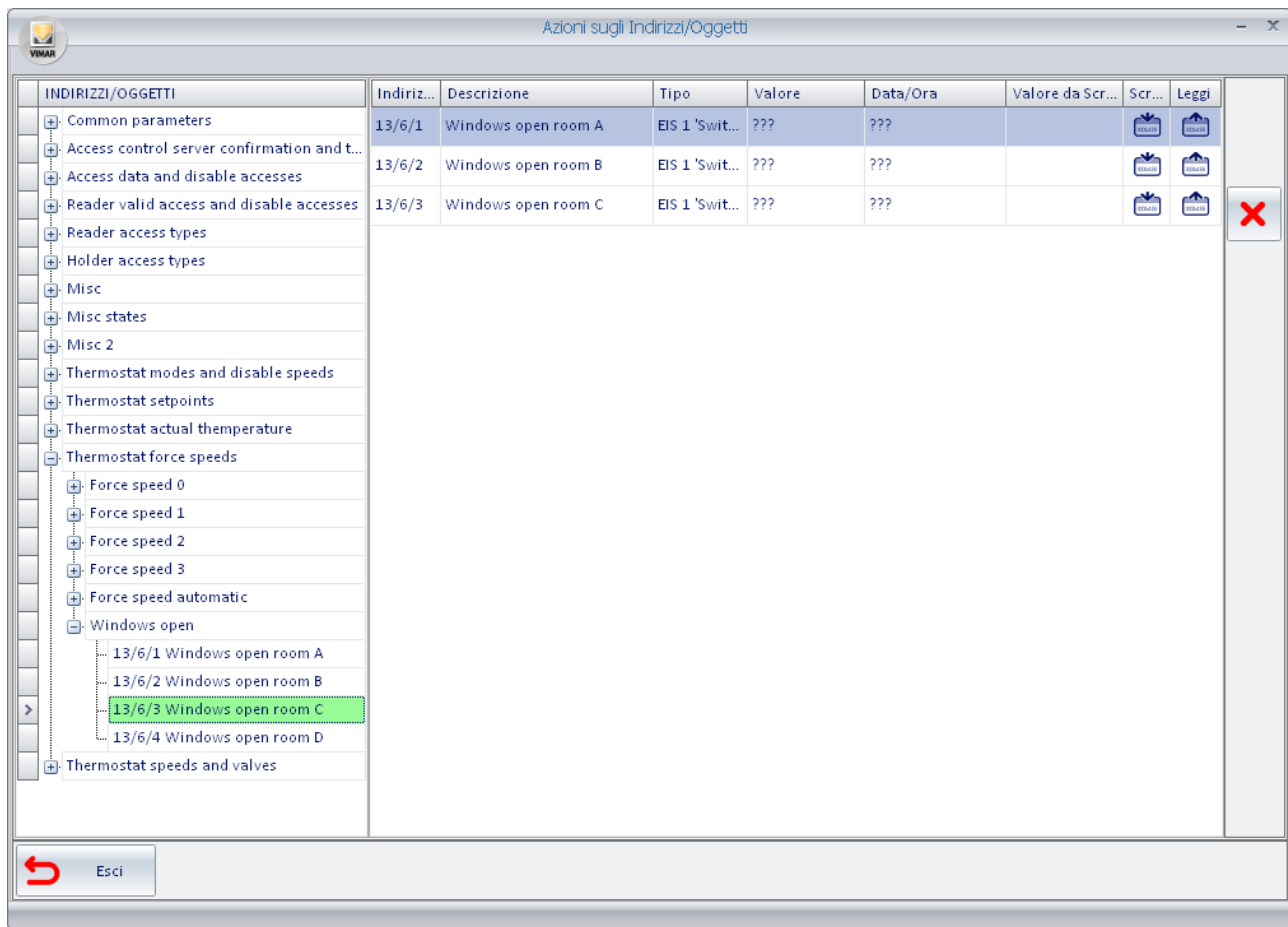 Azioni sugli Indirizzi/Oggetti
VIMAR
INDIRIZZI/OGGETTI
Common parameters
Access control server confirmation and t...
Access data and disable accesses
Reader valid access and disable accesses
Reader access types
Holder access types
Misc
Misc states
Misc 2
Thermostat modes and disable speeds
Thermostat setpoints
Thermostat actual themperature
Thermostat force speeds
Force speed 0
Force speed 1
Force speed 2
Force speed 3
Force speed automatic
Windows open
13/6/1 Windows open room A
13/6/2 Windows open room B
13/6/3 Windows open room C
13/6/4 Windows open room D
Thermostat speeds and valves
Indiriz... Descrizione Tipo Valore Data/Ora Valore da Scr... Scr... Leggi
13/6/1 Windows open room A EIS 1 'Swit... ??? ???
13/6/2 Windows open room B EIS 1 'Swit... ??? ???
13/6/3 Windows open room C EIS 1 'Swit... ??? ???
Esci